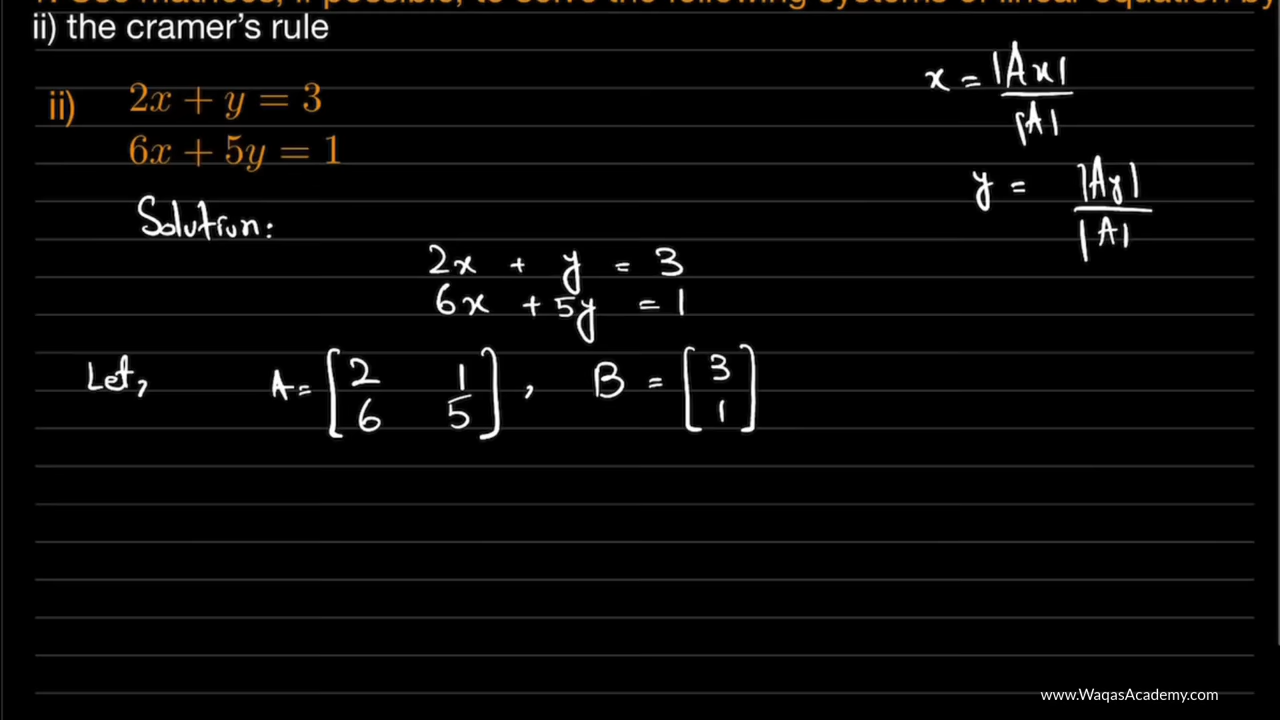 ii) the cramer's rule
ii) 2x + y = 3
6x + 5y = 1
x = |Ax| / |A|
y = |Ay| / |A|
Solution:
2x + y = 3
6x + 5y = 1
Let, A = [2 1
6 5], B = [3
1]
www.WaqasAcademy.com